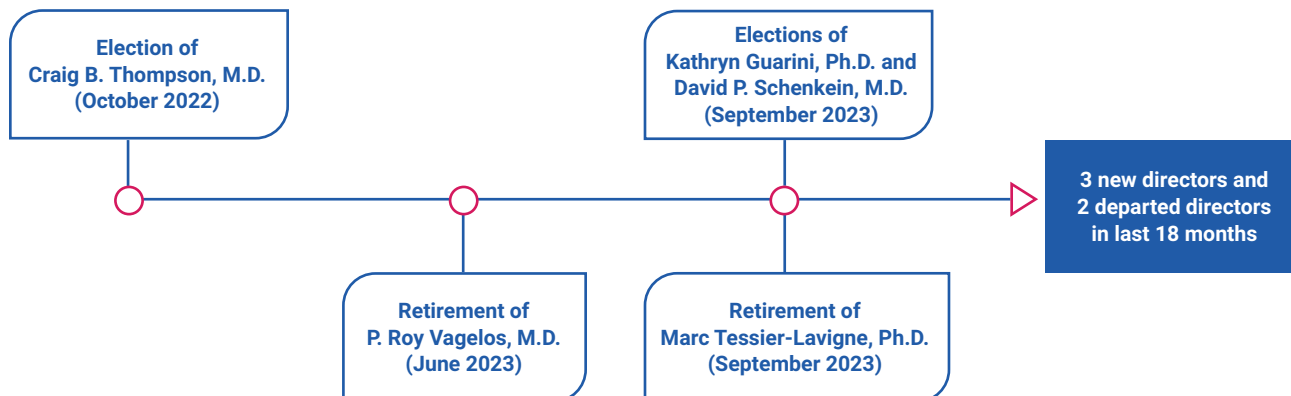 Election of
Craig B. Thompson, M.D.
(October 2022)
Elections of
Kathryn Guarini, Ph.D. and
David P. Schenkein, M.D.
(September 2023)
3 new directors and
2 departed directors
in last 18 months
Retirement of
P. Roy Vagelos, M.D.
(June 2023)
Retirement of
Marc Tessier-Lavigne, Ph.D.
(September 2023)